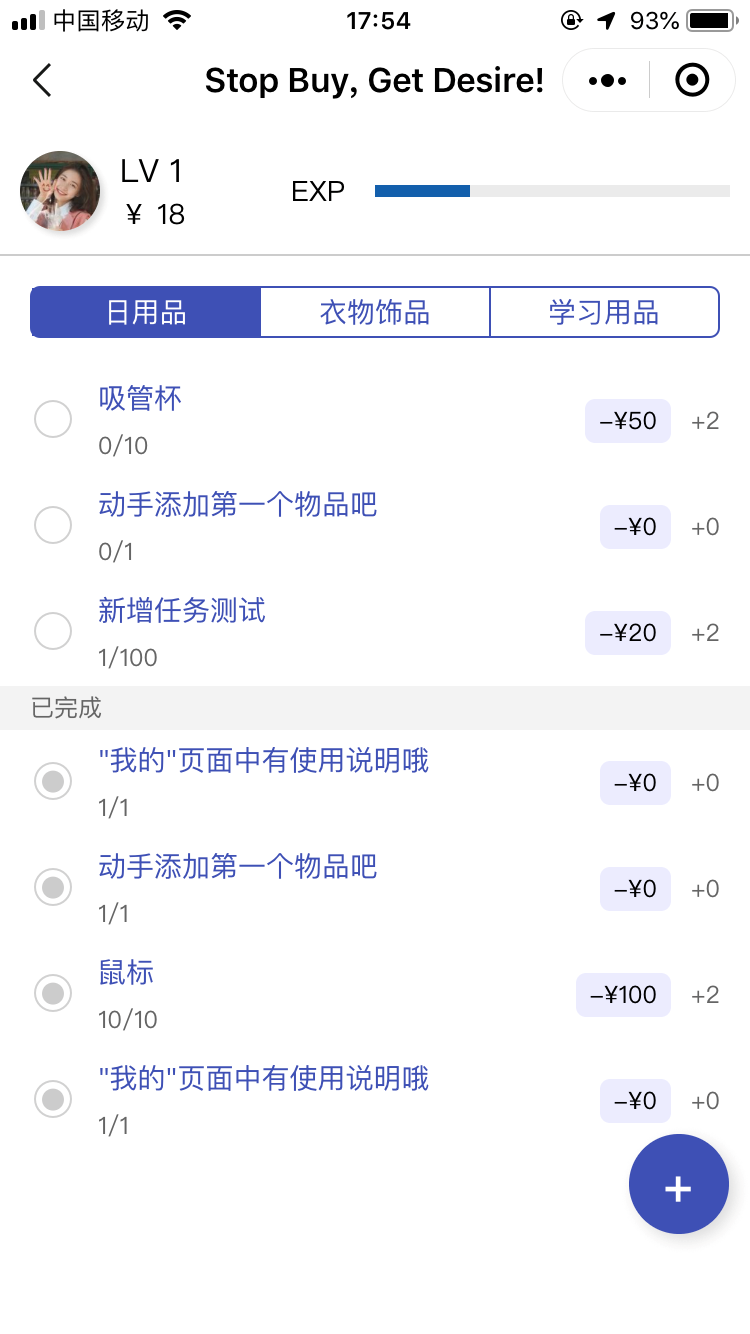 中国移动 17:54 93%
Stop Buy, Get Desire!
LV 1
¥ 18
EXP
日用品 衣物饰品 学习用品
吸管杯
0/10
–¥50 +2
动手添加第一个物品吧
0/1
–¥0 +0
新增任务测试
1/100
–¥20 +2
已完成
"我的"页面中有使用说明哦
1/1
–¥0 +0
动手添加第一个物品吧
1/1
–¥0 +0
鼠标
10/10
–¥100 +2
"我的"页面中有使用说明哦
1/1
–¥0 +0
+